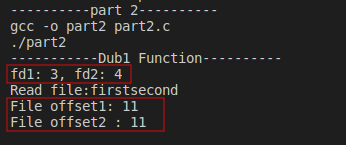 ----------part 2----------
gcc -o part2 part2.c
./part2
----------Dub1 Function----------
fd1: 3, fd2: 4
Read file:firstsecond
File offset1: 11
File offset2 : 11